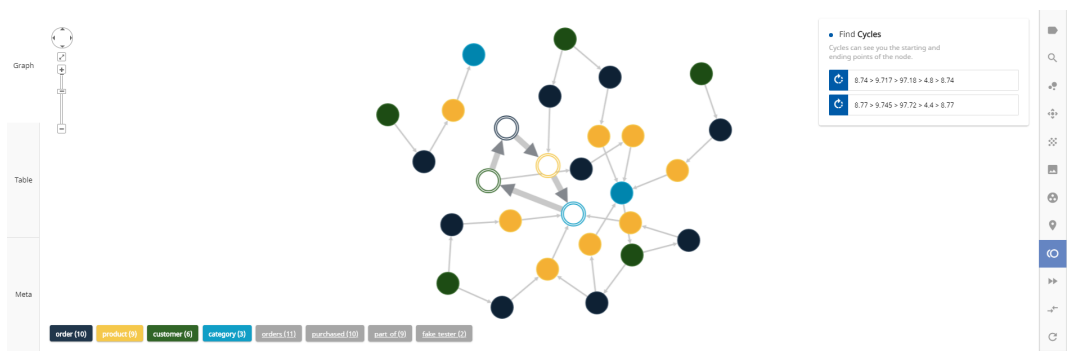 Graph
Table
Meta
Find Cycles
Cycles can see you the starting and
ending points of the node.
8.74 > 9.717 > 97.18 > 4.8 > 8.74
8.77 > 9.745 > 97.72 > 4.4 > 8.77
order (10)
product (9)
customer (6)
category (3)
orders (11)
purchased (10)
part_of (9)
fake_tester (2)